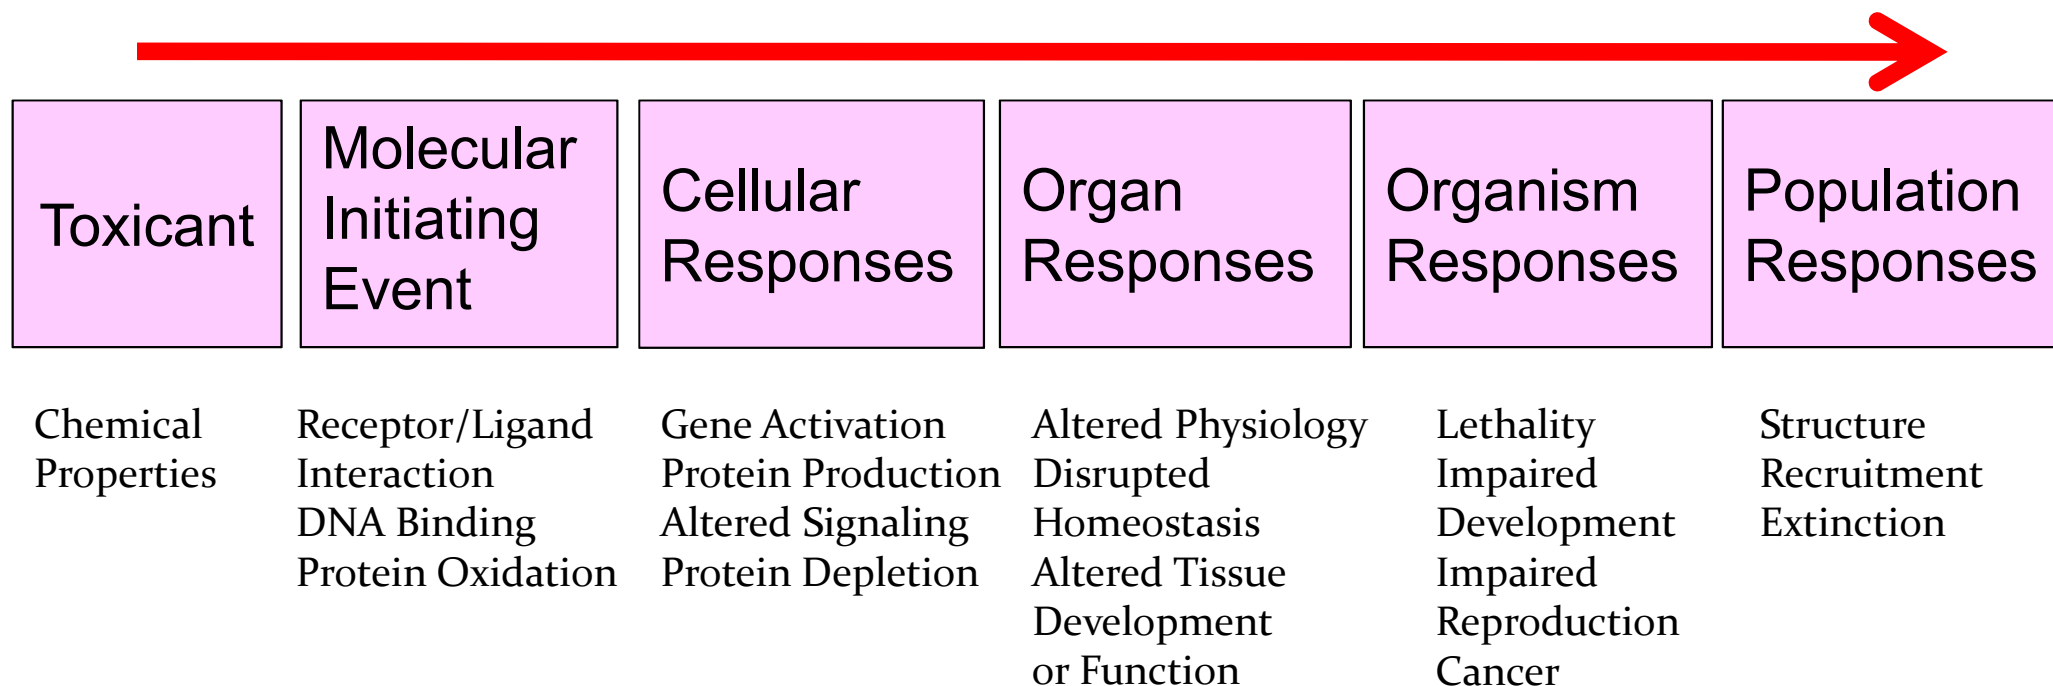 Toxicant
Molecular
Initiating
Event
Cellular
Responses
Organ
Responses
Organism
Responses
Population
Responses
Chemical
Properties
Receptor/Ligand
Interaction
DNA Binding
Protein Oxidation
Gene Activation
Protein Production
Altered Signaling
Protein Depletion
Altered Physiology
Disrupted
Homeostasis
Altered Tissue
Development
or Function
Lethality
Impaired
Development
Impaired
Reproduction
Cancer
Structure
Recruitment
Extinction